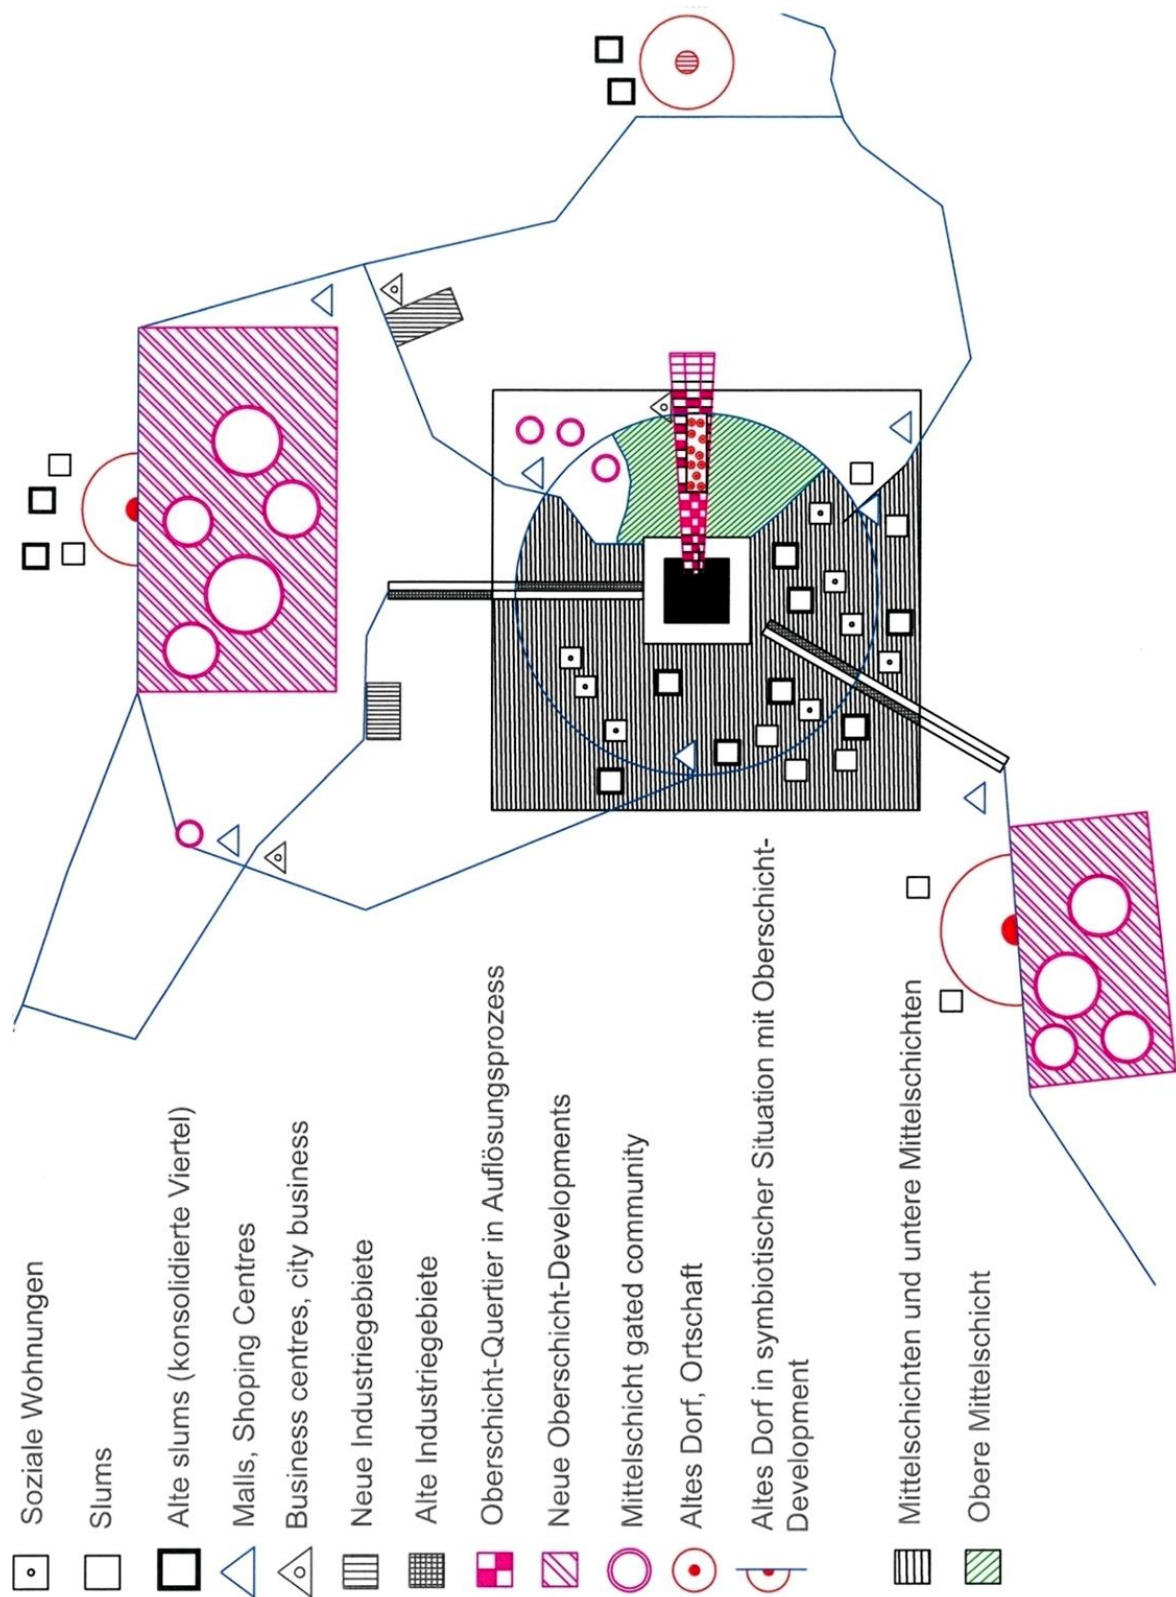 Soziale Wohnungen
Slums
Alte slums (konsolidierte Viertel)
Malls, Shoping Centres
Business centres, city business
Neue Industriegebiete
Alte Industriegebiete
Oberschicht-Quertier in Auflösungsprozess
Neue Oberschicht-Developments
Mittelschicht gated community
Altes Dorf, Ortschaft
Altes Dorf in symbiotischer Situation mit Oberschicht-
Development
Mittelschichten und untere Mittelschichten
Obere Mittelschicht